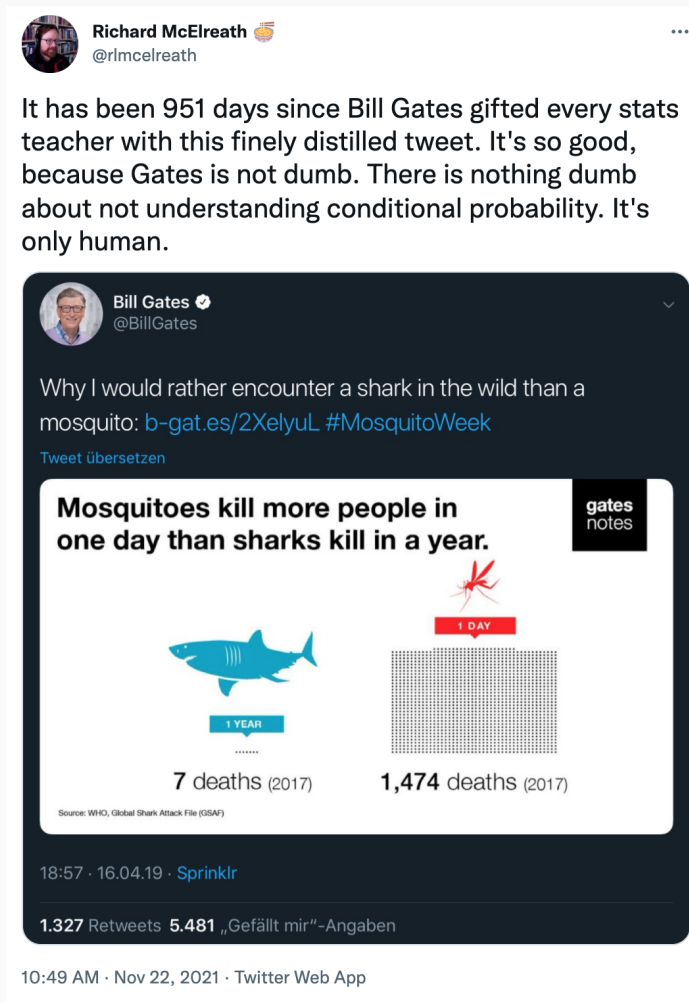 Richard McElreath 🍜
@rlmcelreath
It has been 951 days since Bill Gates gifted every stats
teacher with this finely distilled tweet. It's so good,
because Gates is not dumb. There is nothing dumb
about not understanding conditional probability. It's
only human.
Bill Gates
@BillGates
Why I would rather encounter a shark in the wild than a
mosquito: b-gat.es/2XelyuL #MosquitoWeek
Tweet übersetzen
Mosquitoes kill more people in
one day than sharks kill in a year.
gates
notes
1 DAY
1 YEAR
7 deaths (2017)
1,474 deaths (2017)
Source: WHO, Global Shark Attack File (GSAF)
18:57 · 16.04.19 · Sprinklr
1.327 Retweets 5.481 „Gefällt mir“-Angaben
10:49 AM · Nov 22, 2021 · Twitter Web App